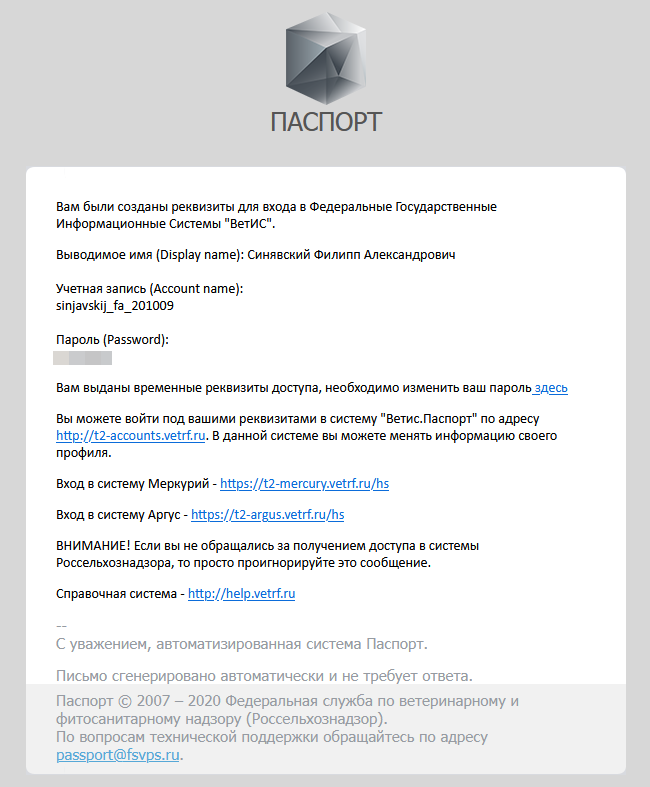 ПАСПОРТ
Вам были созданы реквизиты для входа в Федеральные Государственные
Информационные Системы "ВетИС".
Выводимое имя (Display name): Синявский Филипп Александрович
Учетная запись (Account name):
sinjavskij_fa_201009
Пароль (Password):
Вам выданы временные реквизиты доступа, необходимо изменить ваш пароль здесь
Вы можете войти под вашими реквизитами в систему "Ветис.Паспорт" по адресу
http://t2-accounts.vetrf.ru. В данной системе вы можете менять информацию своего
профиля.
Вход в систему Меркурий - https://t2-mercury.vetrf.ru/hs
Вход в систему Аргус - https://t2-argus.vetrf.ru/hs
ВНИМАНИЕ! Если вы не обращались за получением доступа в системы
Россельхознадзора, то просто проигнорируйте это сообщение.
Справочная система - http://help.vetrf.ru
--
С уважением, автоматизированная система Паспорт.
Письмо сгенерировано автоматически и не требует ответа.
Паспорт © 2007 – 2020 Федеральная служба по ветеринарному и
фитосанитарному надзору (Россельхознадзор).
По вопросам технической поддержки обращайтесь по адресу
passport@fsvps.ru.